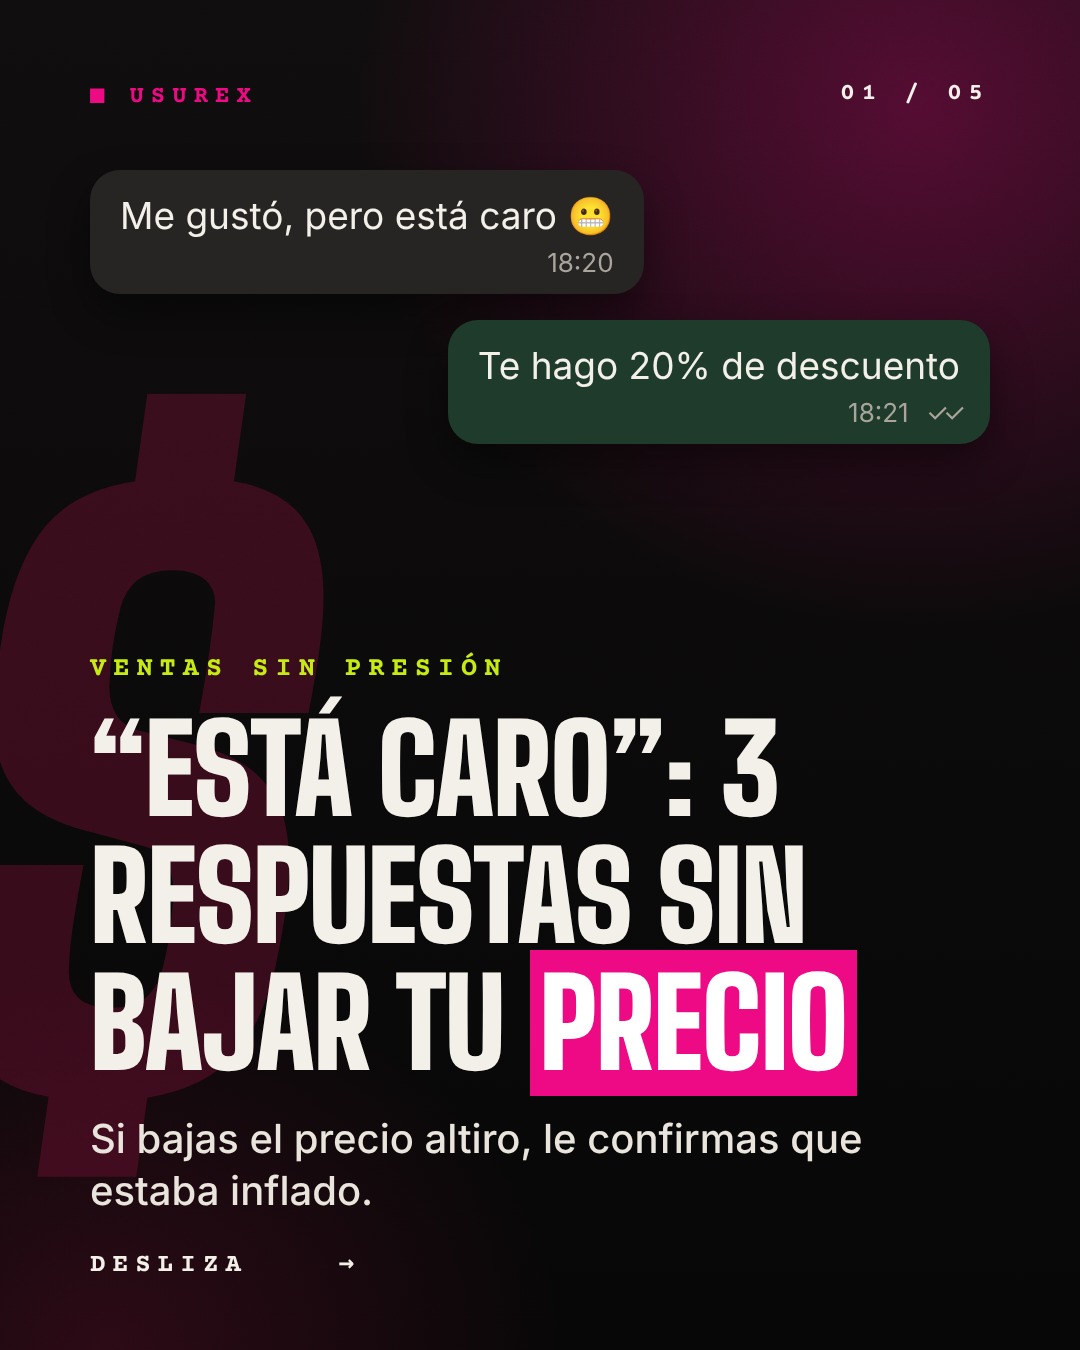 ■ USUREX
01 / 05
Me gustó, pero está caro 😬
18:20
Te hago 20% de descuento
18:21 ✓✓
$
VENTAS SIN PRESIÓN
“ESTÁ CARO”: 3
RESPUESTAS SIN
BAJAR TU PRECIO
Si bajas el precio altiro, le confirmas que
estaba inflado.
DESLIZA →